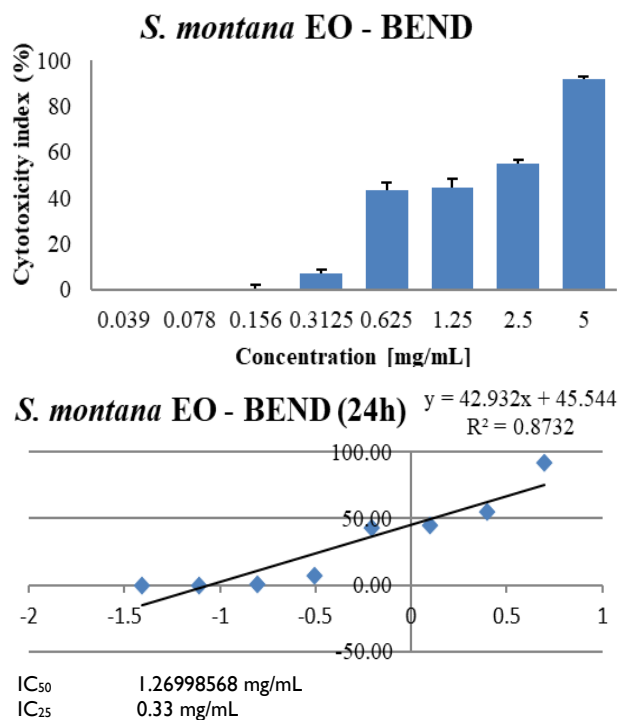 S. montana EO - BEND
Cytotoxicity index (%)
100
80
60
40
20
0
0.039 0.078 0.156 0.3125 0.625 1.25 2.5 5
Concentration [mg/mL]
S. montana EO - BEND (24h)
y = 42.932x + 45.544
R² = 0.8732
100.00
50.00
0.00
-2 -1.5 -1 -0.5 0 0.5 1
-50.00
IC₅₀ 1.26998568 mg/mL
IC₂₅ 0.33 mg/mL